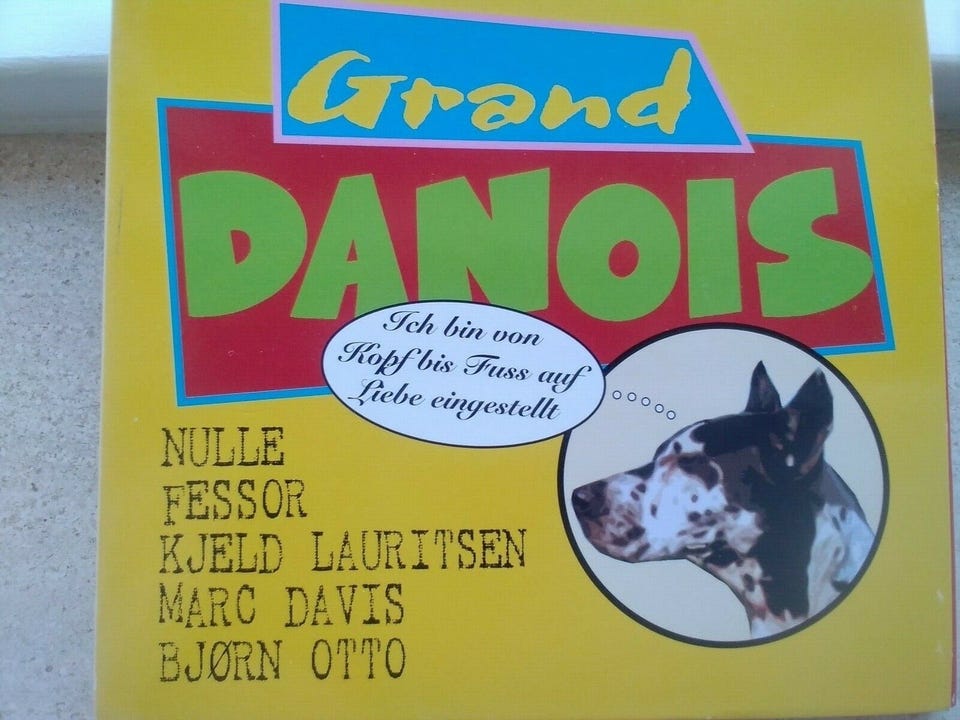 Grand
DANOIS
Ich bin von
Kopf bis Fuss auf
Liebe eingestellt
NULLE
FESSOR
KJELD LAURITSEN
MARC DAVIS
BJØRN OTTO